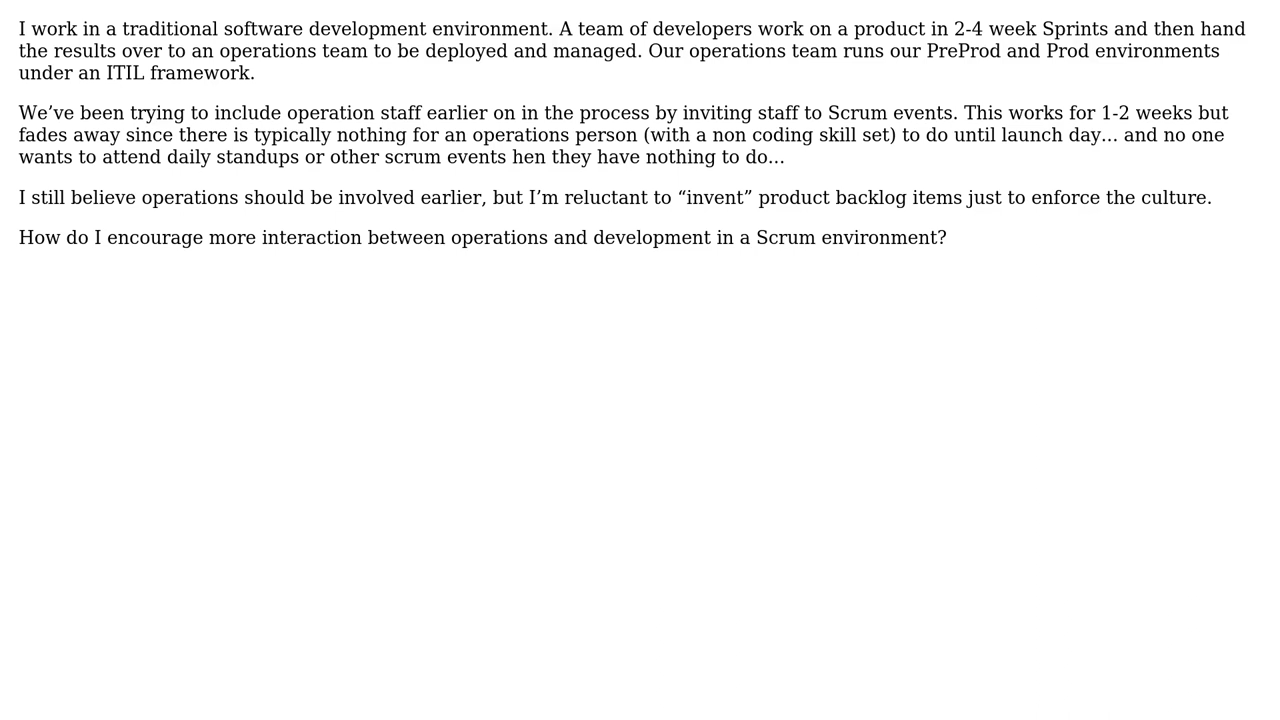 I work in a traditional software development environment. A team of developers work on a product in 2-4 week Sprints and then hand
the results over to an operations team to be deployed and managed. Our operations team runs our PreProd and Prod environments
under an ITIL framework.
We’ve been trying to include operation staff earlier on in the process by inviting staff to Scrum events. This works for 1-2 weeks but
fades away since there is typically nothing for an operations person (with a non coding skill set) to do until launch day… and no one
wants to attend daily standups or other scrum events hen they have nothing to do…
I still believe operations should be involved earlier, but I’m reluctant to “invent” product backlog items just to enforce the culture.
How do I encourage more interaction between operations and development in a Scrum environment?